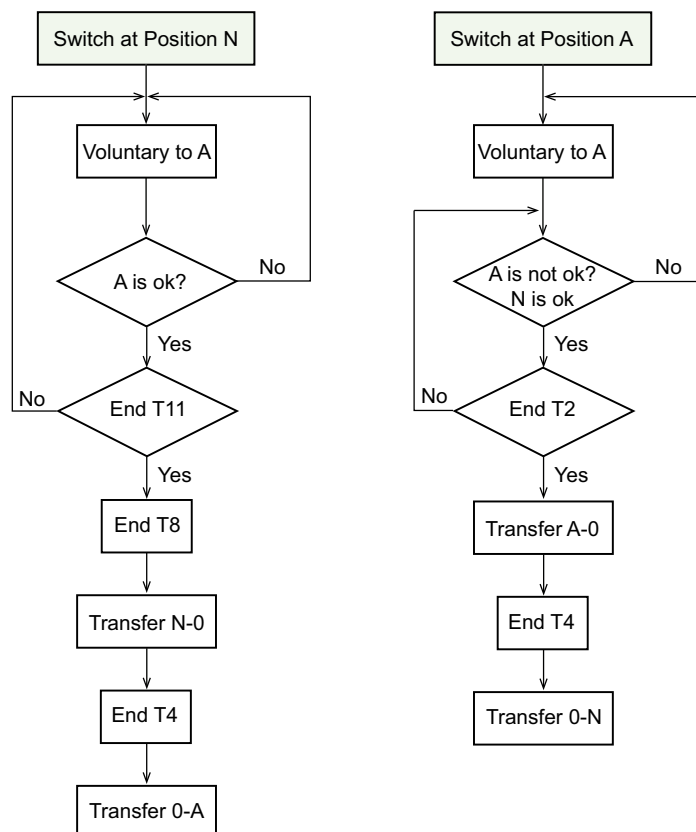 Switch at Position N
Voluntary to A
A is ok?
No
Yes
No
End T11
Yes
End T8
Transfer N-0
End T4
Transfer 0-A
Switch at Position A
Voluntary to A
A is not ok?
N is ok
No
Yes
No
End T2
Yes
Transfer A-0
End T4
Transfer 0-N